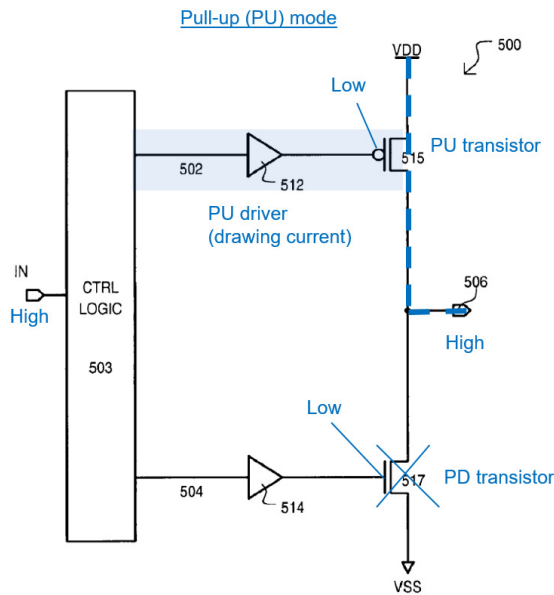 Pull-up (PU) mode
VDD
500
Low
515
PU transistor
502
512
PU driver
(drawing current)
IN
High
CTRL
LOGIC
503
506
High
Low
504
514
517
PD transistor
VSS